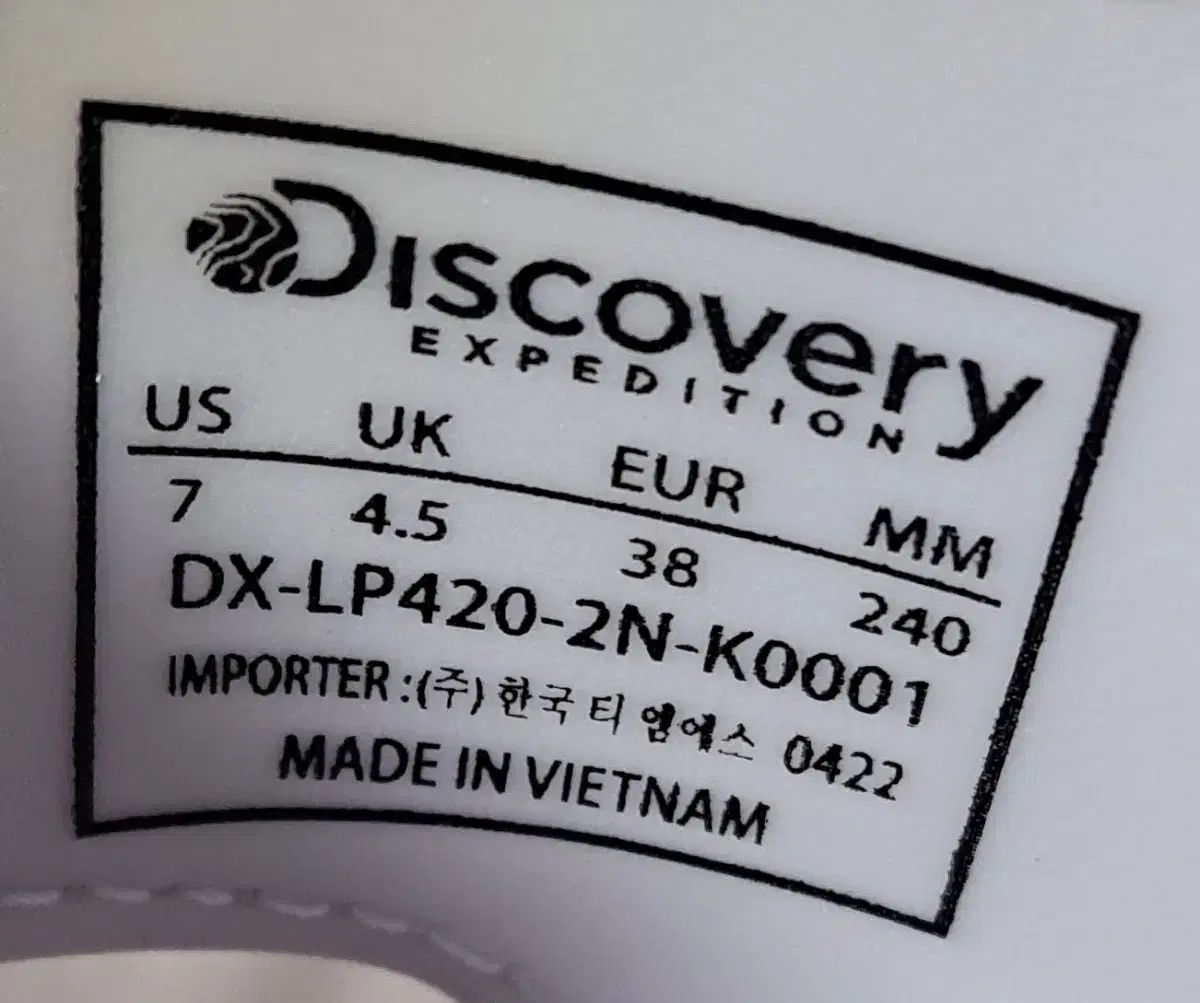 DISCOVERY
EXPEDITION
US UK EUR MM
7 4.5 38 240
DX-LP420-2N-K0001
IMPORTER :(주) 한국 티 엠에스 0422
MADE IN VIETNAM